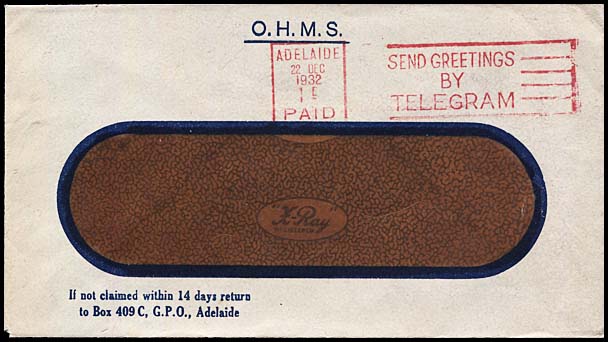 O.H.M.S.
ADELAIDE
22 DEC
1932
PAID
SEND GREETINGS
BY
TELEGRAM
X-Ray
If not claimed within 14 days return
to Box 409 C, G.P.O., Adelaide